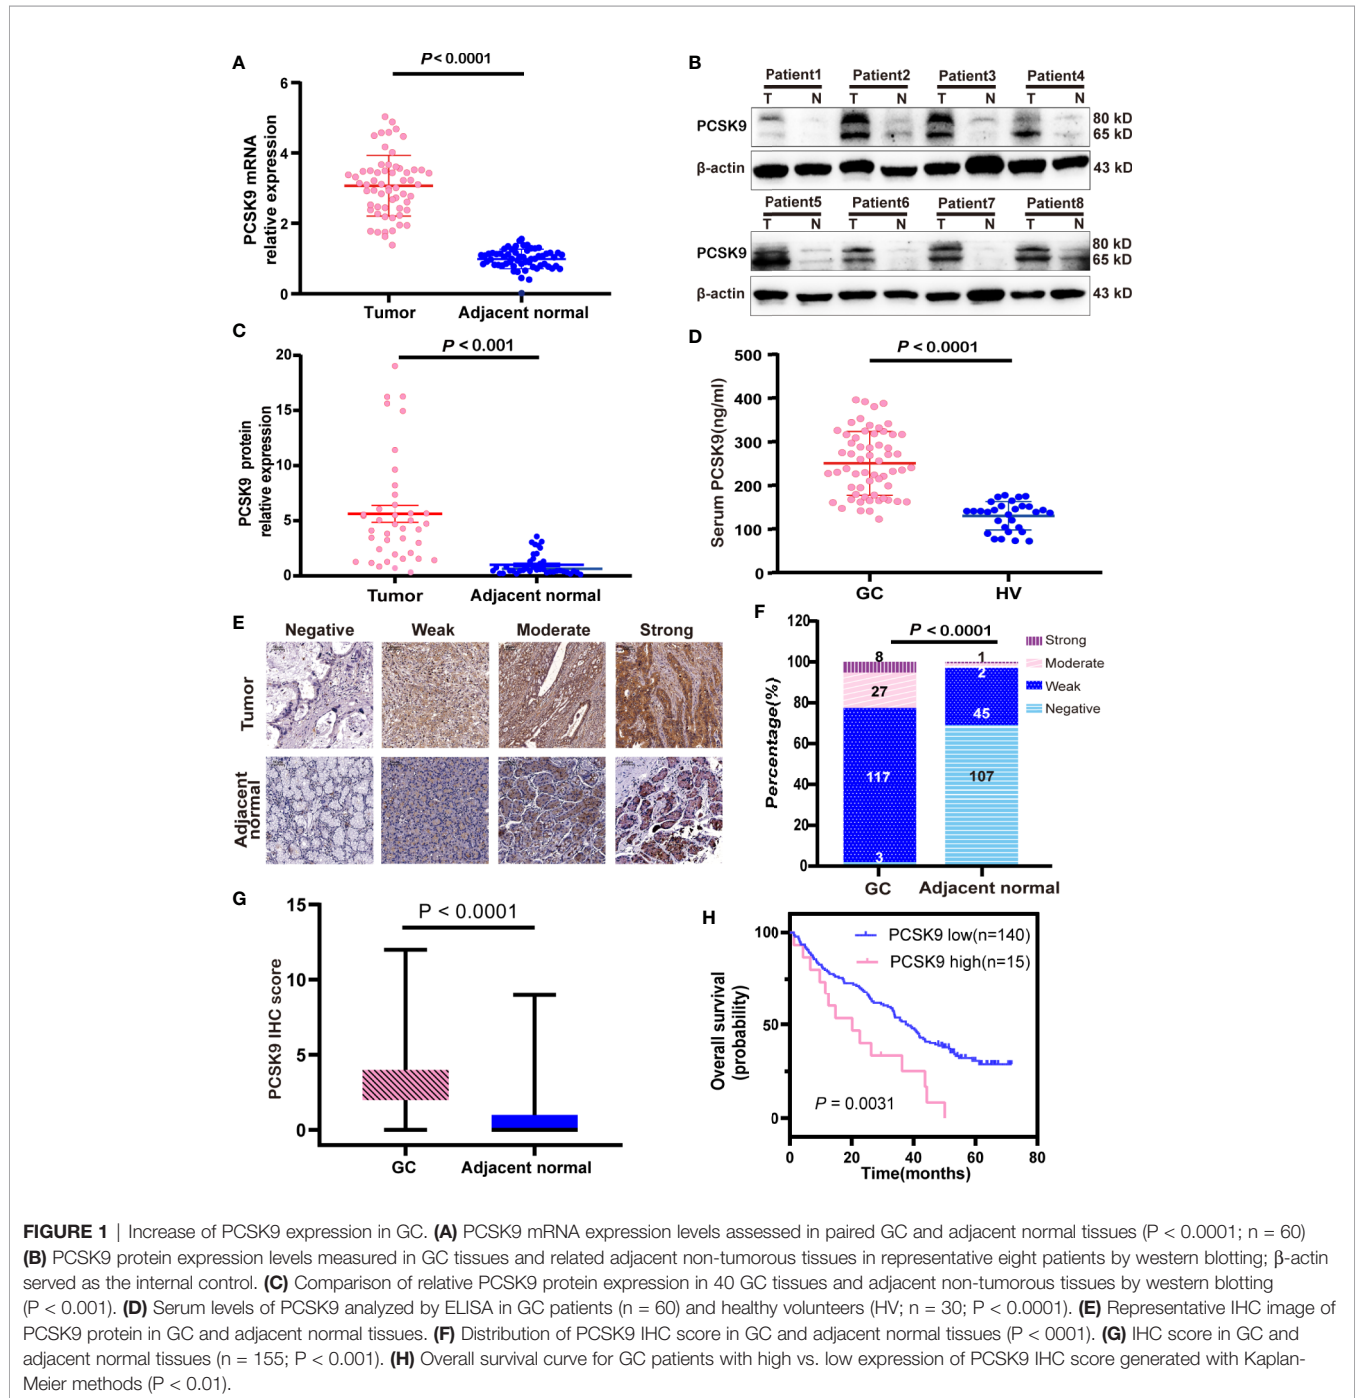 A
P < 0.0001
PCSK9 mRNA
relative expression
6
4
2
0
Tumor
Adjacent normal
B
Patient1 Patient2 Patient3 Patient4
T N T N T N T N
PCSK9
80 kD
65 kD
β-actin
43 kD
Patient5 Patient6 Patient7 Patient8
T N T N T N T N
PCSK9
80 kD
65 kD
β-actin
43 kD
C
P < 0.001
PCSK9 protein
relative expression
20
15
10
5
0
Tumor
Adjacent normal
D
P < 0.0001
Serum PCSK9(ng/ml)
500
400
300
200
100
0
GC
HV
E
Negative Weak Moderate Strong
Tumor
Adjacent
normal
F
P < 0.0001
Percentage(%)
120
100
80
60
40
20
0
8
27
117
3
1
2
45
107
GC
Adjacent normal
Strong
Moderate
Weak
Negative
G
P < 0.0001
PCSK9 IHC score
15
10
5
0
GC
Adjacent normal
H
PCSK9 low(n=140)
PCSK9 high(n=15)
Overall survival
(probability)
100
50
0
P = 0.0031
0 20 40 60 80
Time(months)
FIGURE 1 | Increase of PCSK9 expression in GC. (A) PCSK9 mRNA expression levels assessed in paired GC and adjacent normal tissues (P < 0.0001; n = 60)
(B) PCSK9 protein expression levels measured in GC tissues and related adjacent non-tumorous tissues in representative eight patients by western blotting; β-actin
served as the internal control. (C) Comparison of relative PCSK9 protein expression in 40 GC tissues and adjacent non-tumorous tissues by western blotting
(P < 0.001). (D) Serum levels of PCSK9 analyzed by ELISA in GC patients (n = 60) and healthy volunteers (HV; n = 30; P < 0.0001). (E) Representative IHC image of
PCSK9 protein in GC and adjacent normal tissues. (F) Distribution of PCSK9 IHC score in GC and adjacent normal tissues (P < 0001). (G) IHC score in GC and
adjacent normal tissues (n = 155; P < 0.001). (H) Overall survival curve for GC patients with high vs. low expression of PCSK9 IHC score generated with Kaplan-
Meier methods (P < 0.01).